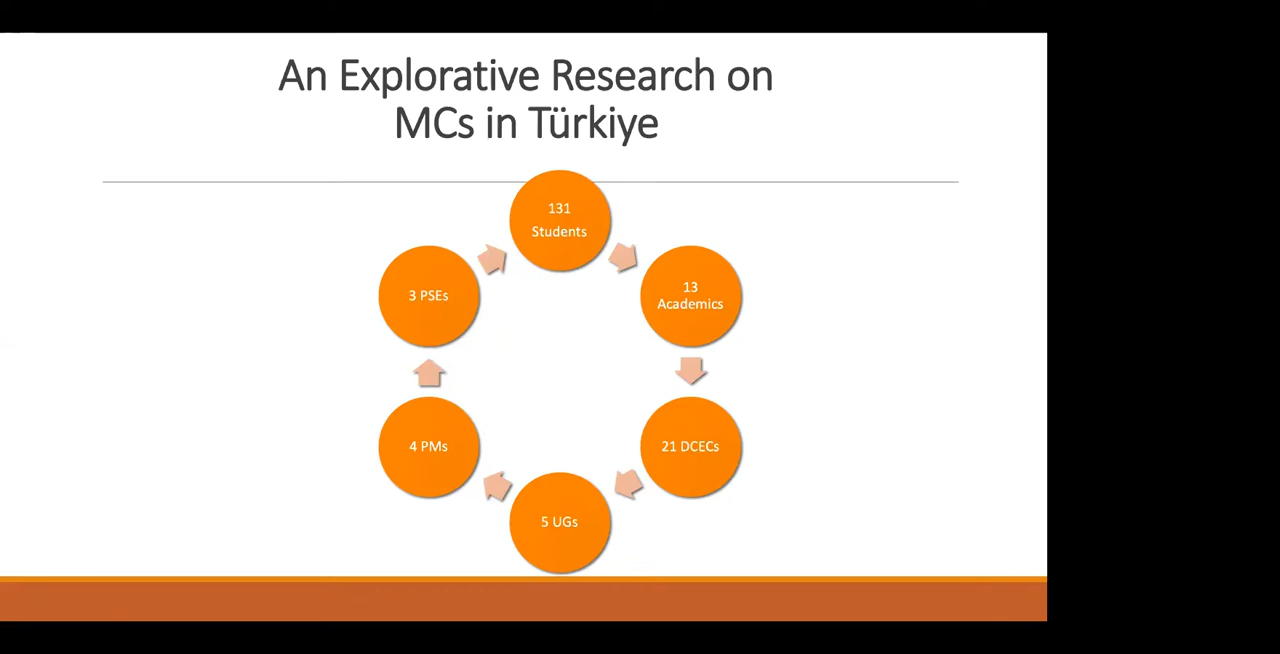 An Explorative Research on
MCs in Türkiye
131
Students
13
Academics
21 DCECs
5 UGs
4 PMs
3 PSEs